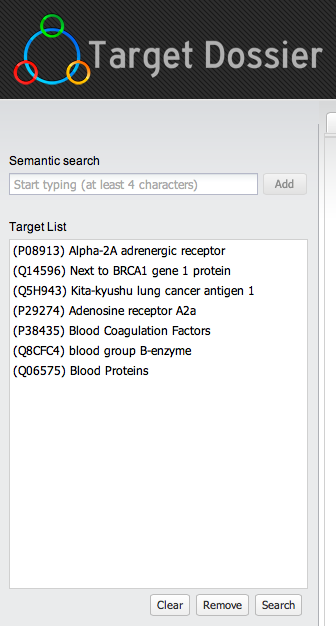 Target Dossier
Semantic search
Start typing (at least 4 characters)
Add
Target List
(P08913) Alpha-2A adrenergic receptor
(Q14596) Next to BRCA1 gene 1 protein
(Q5H943) Kita-kyushu lung cancer antigen 1
(P29274) Adenosine receptor A2a
(P38435) Blood Coagulation Factors
(Q8CFC4) blood group B-enzyme
(Q06575) Blood Proteins
Clear
Remove
Search